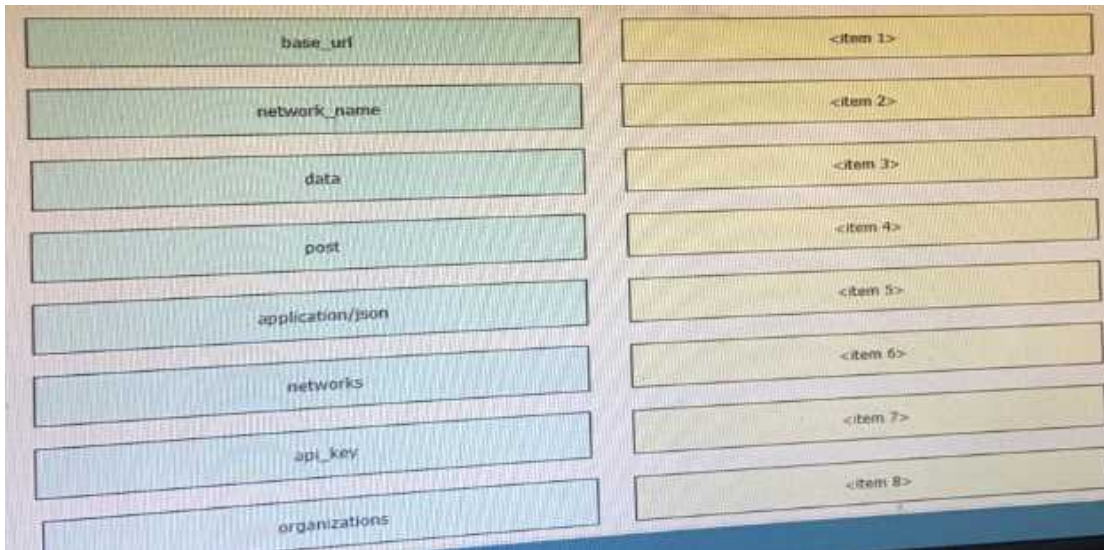 base_url
network_name
data
post
application/json
networks
api_key
organizations
<item 1>
<item 2>
<item 3>
<item 4>
<item 5>
<item 6>
<item 7>
<item 8>